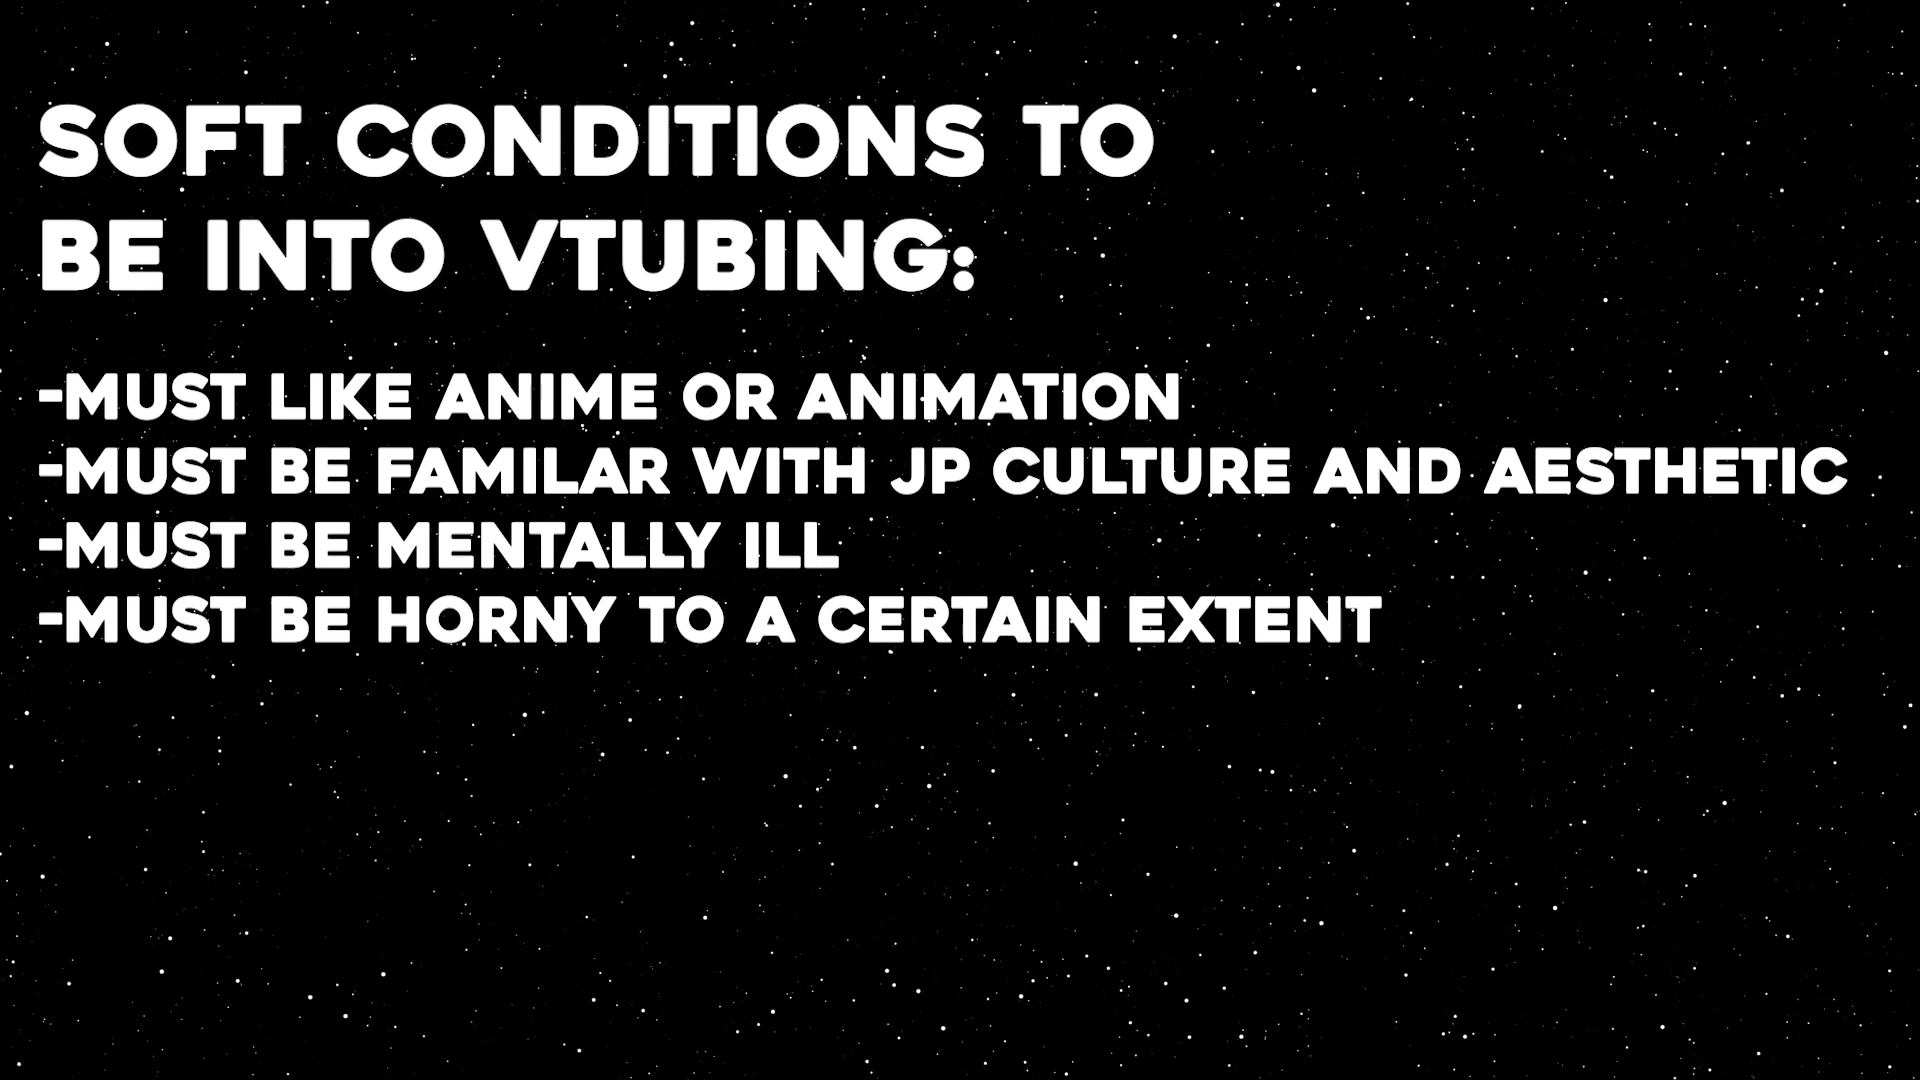 SOFT CONDITIONS TO
BE INTO VTUBING:
-MUST LIKE ANIME OR ANIMATION
-MUST BE FAMILAR WITH JP CULTURE AND AESTHETIC
-MUST BE MENTALLY ILL
-MUST BE HORNY TO A CERTAIN EXTENT